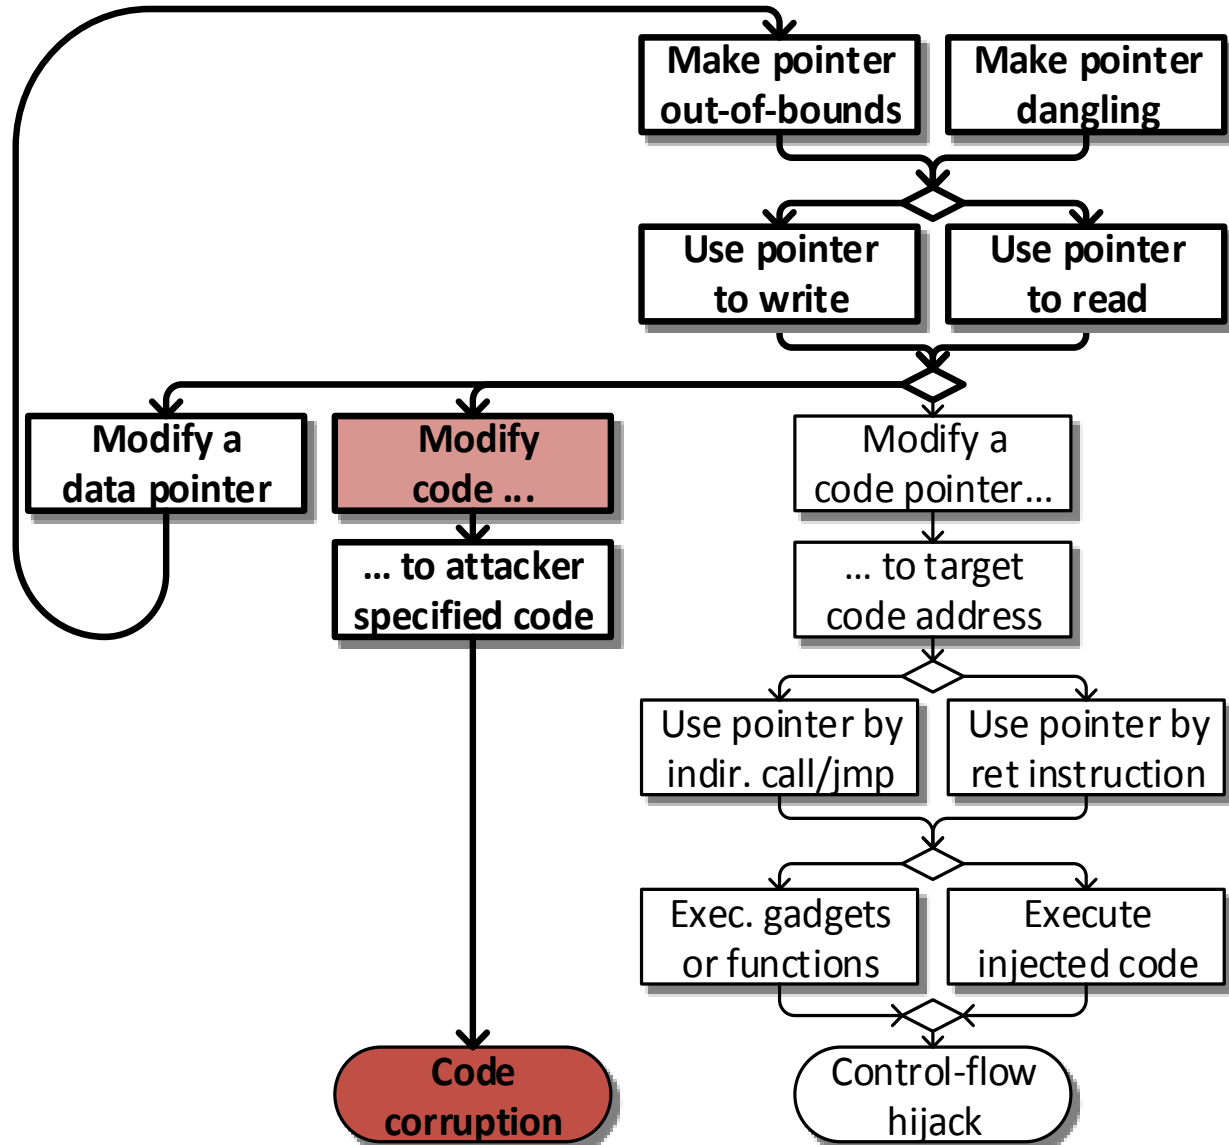 Make pointer
out-of-bounds
Make pointer
dangling
Use pointer
to write
Use pointer
to read
Modify a
data pointer
Modify
code ...
Modify a
code pointer...
... to attacker
specified code
... to target
code address
Use pointer by
indir. call/jmp
Use pointer by
ret instruction
Exec. gadgets
or functions
Execute
injected code
Code
corruption
Control-flow
hijack